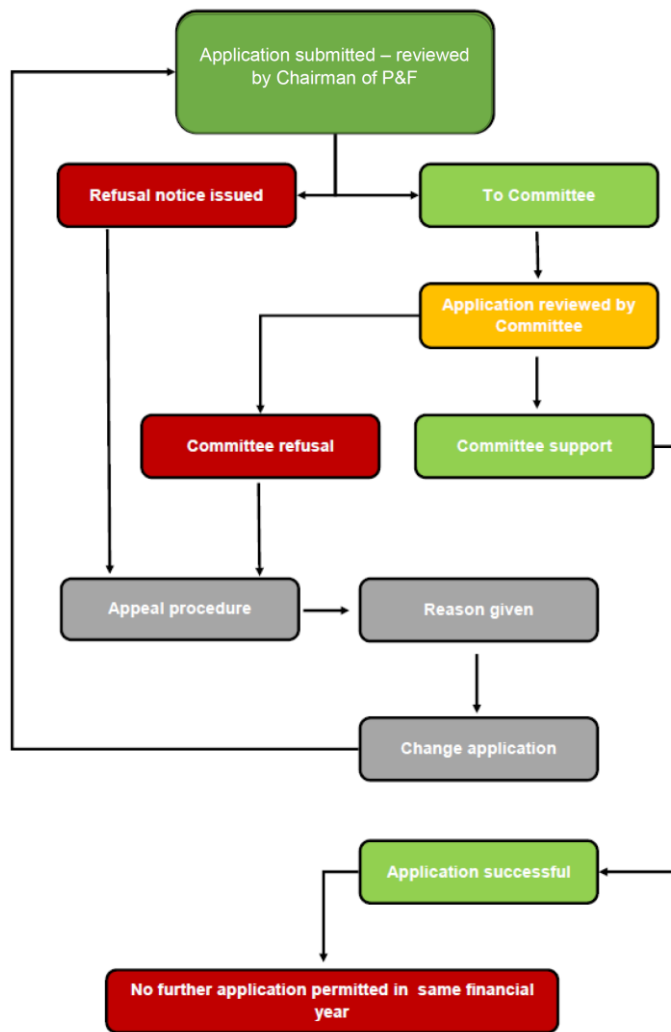 Application submitted – reviewed
by Chairman of P&F
Refusal notice issued
To Committee
Application reviewed by
Committee
Committee refusal
Committee support
Appeal procedure
Reason given
Change application
Application successful
No further application permitted in same financial
year